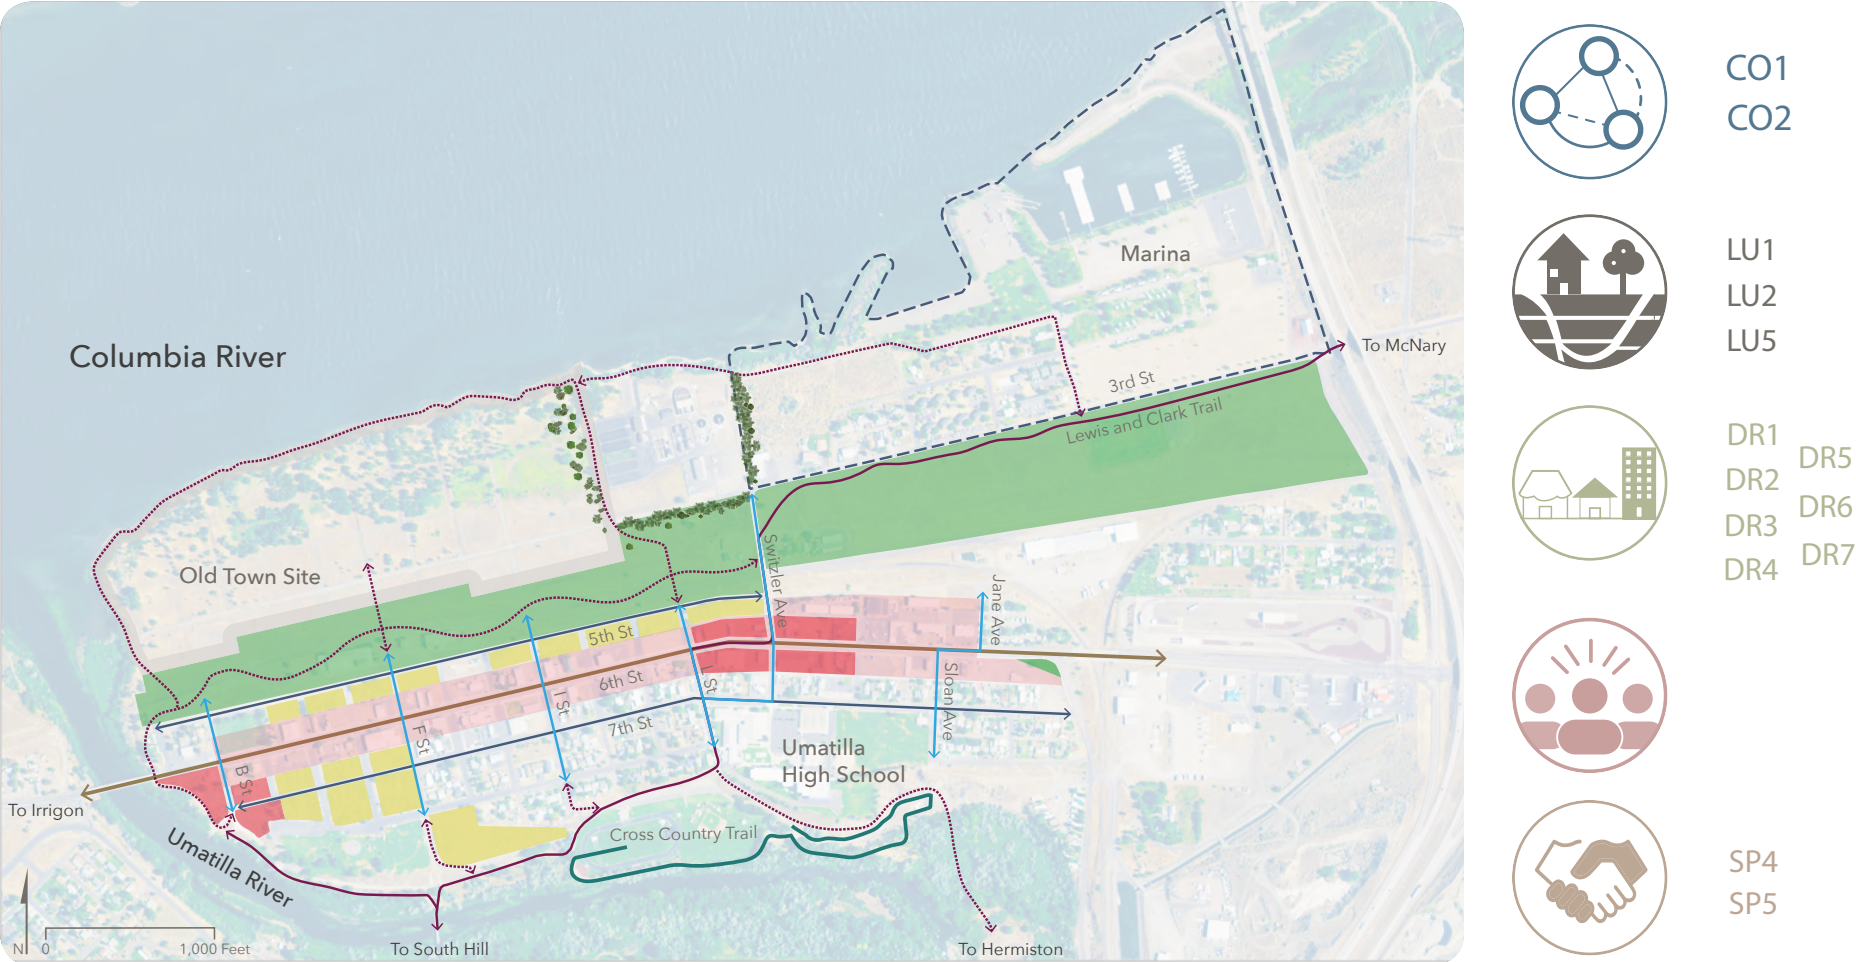 CO1
CO2
Marina
LU1
LU2
LU5
Columbia River
To McNary
3rd St
Lewis and Clark Trail
DR1
DR5
DR2
DR6
DR3
DR7
DR4
Old Town Site
Switzler Ave
Jane Ave
5th St
6th St
L St
Sloan Ave
I St
7th St
F St
B St
Umatilla
High School
To Irrigon
Cross Country Trail
Umatilla River
SP4
SP5
N
0
1,000 Feet
To South Hill
To Hermiston